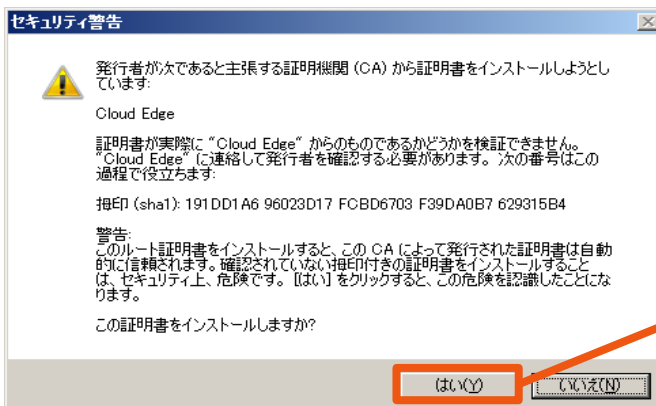 セキュリティ警告
発行者が次であると主張する証明機関 (CA) から証明書をインストールしようとし
ています:
Cloud Edge
証明書が実際に "Cloud Edge" からのものであるかどうかを検証できません。
"Cloud Edge" に連絡して発行者を確認する必要があります。 次の番号はこの
過程で役立ちます:
拇印 (sha1): 191DD1A6 96023D17 FCBD6703 F39DA0B7 629315B4
警告:
このルート証明書をインストールすると、この CA によって発行された証明書は自動
的に信頼されます。確認されていない拇印付きの証明書をインストールすること
は、セキュリティ上、危険です。 [はい] をクリックすると、この危険を認識したことにな
ります。
この証明書をインストールしますか?
はい(Y)
いいえ(N)